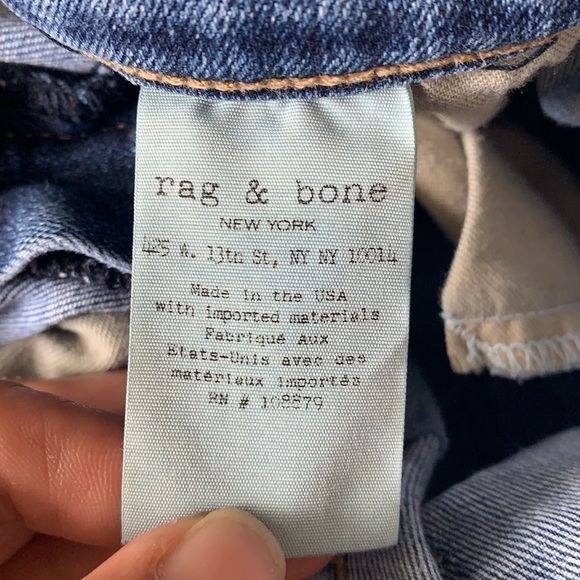 rag & bone
NEW YORK
425 W. 13th St, NY NY 10014
Made in the USA
with imported materials
Fabriqué Aux
Etats-Unis avec des
matériaux importés
RN # 108879